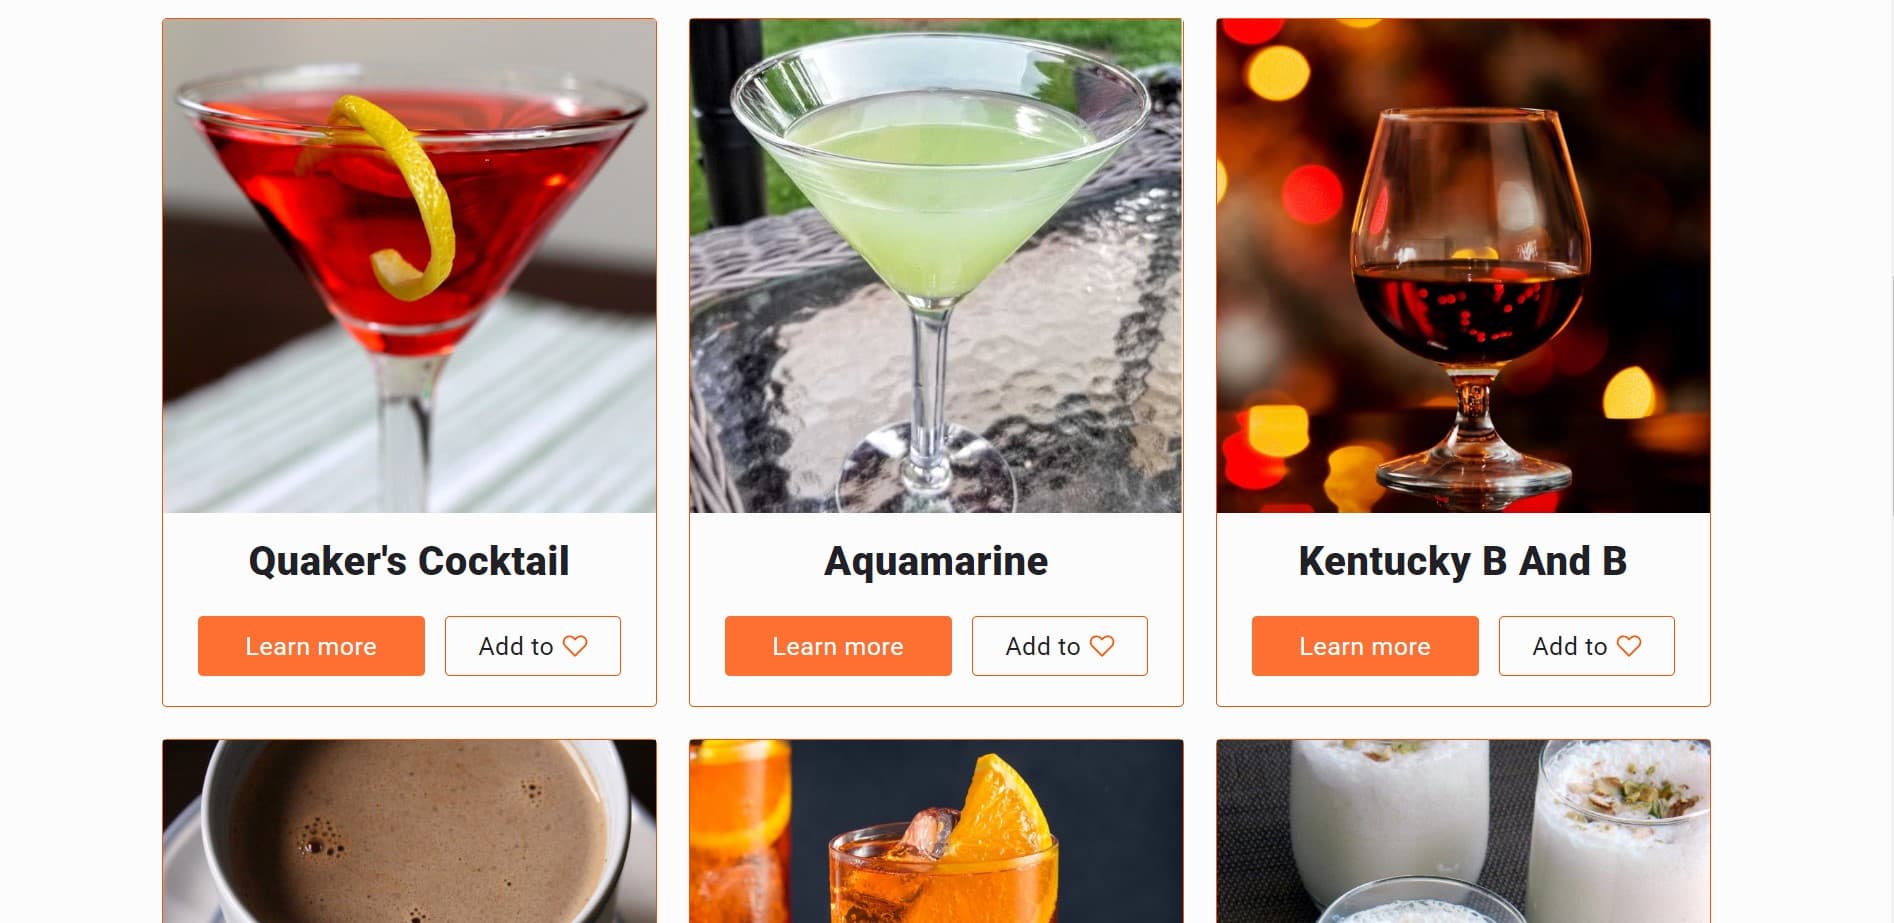 Quaker's Cocktail
Learn more
Add to
Aquamarine
Learn more
Add to
Kentucky B And B
Learn more
Add to